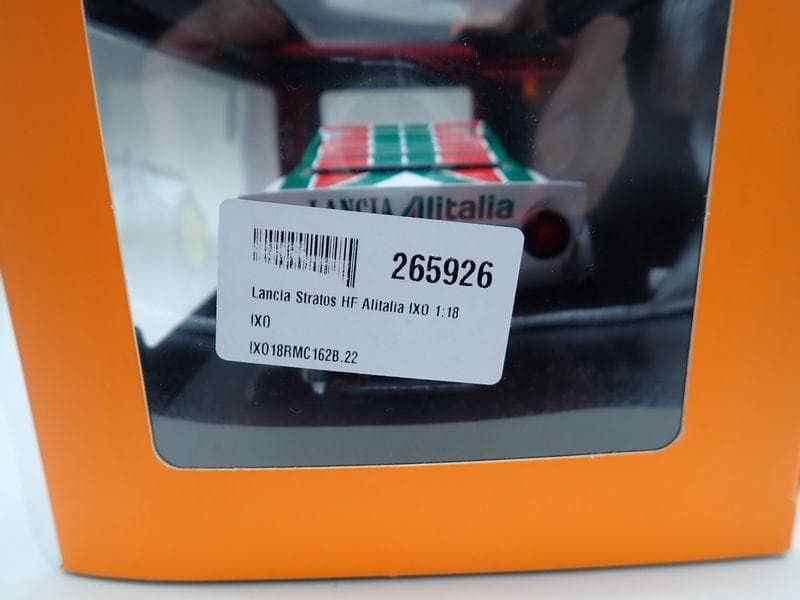 LANCIA Alitalia
265926
Lancia Stratos HF Alitalia IXO 1:18
IXO
IXO18RMC162B.22